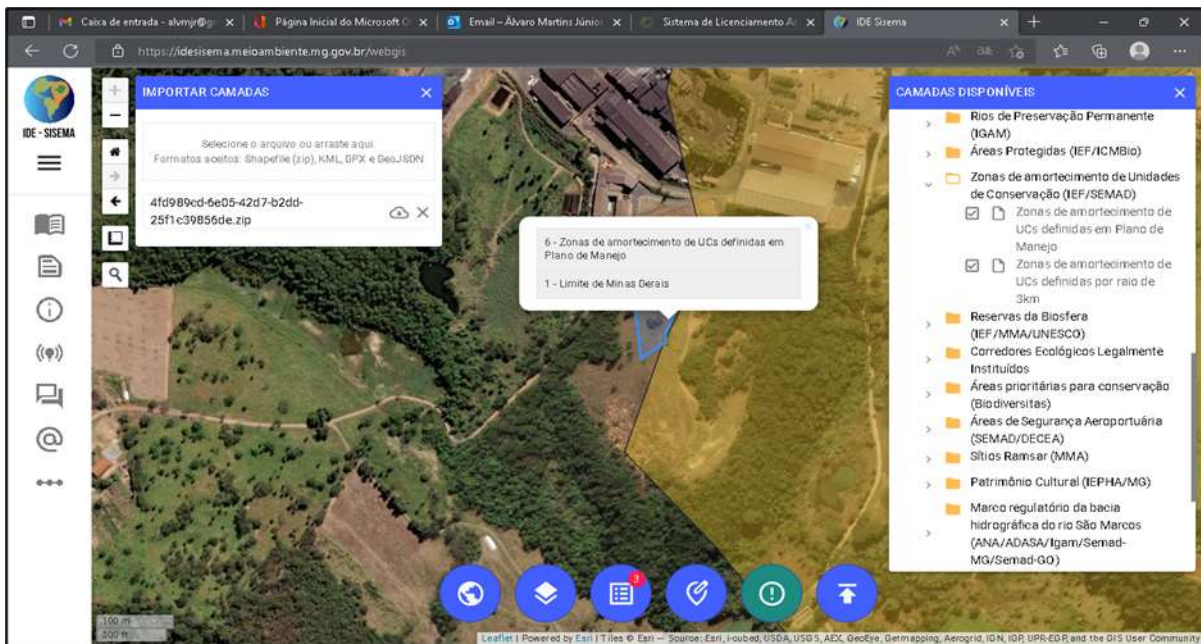 Caixa de entrada - alvmjr@gr
Página Inicial do Microsoft O
Email – Álvaro Martins Júnior
Sistema de Licenciamento A
IDE Sisema
https://idesisema.meioambiente.mg.gov.br/webgis
IDE - SISEMA
IMPORTAR CAMADAS
Selecione o arquivo ou arraste aqui.
Formatos aceitos: Shapefile (zip), KML, GPX e GeoJSON
4fd989cd-6e05-42d7-b2dd-
25f1c39856de.zip
6 - Zonas de amortecimento de UCs definidas em
Plano de Manejo
1 - Limite de Minas Gerais
CAMADAS DISPONÍVEIS
Rios de Preservação Permanente
(IGAM)
Áreas Protegidas (IEF/ICMBio)
Zonas de amortecimento de Unidades
de Conservação (IEF/SEMAD)
Zonas de amortecimento de
UCs definidas em Plano de
Manejo
Zonas de amortecimento de
UCs definidas por raio de
3km
Reservas da Biosfera
(IEF/MMA/UNESCO)
Corredores Ecológicos Legalmente
Instituídos
Áreas prioritárias para conservação
(Biodiversitas)
Áreas de Segurança Aeroportuária
(SEMAD/DECEA)
Sítios Ramsar (MMA)
Patrimônio Cultural (IEPHA/MG)
Marco regulatório da bacia
hidrográfica do rio São Marcos
(ANA/ADASA/Igam/Semad-
MG/Semad-GO)
3
100 m
500 ft
Leaflet | Powered by Esri | Tiles © Esri — Source: Esri, i-cubed, USDA, USGS, AEX, GeoEye, Getmapping, Aerogrid, IGN, IGP, UPR-EGP, and the GIS User Community